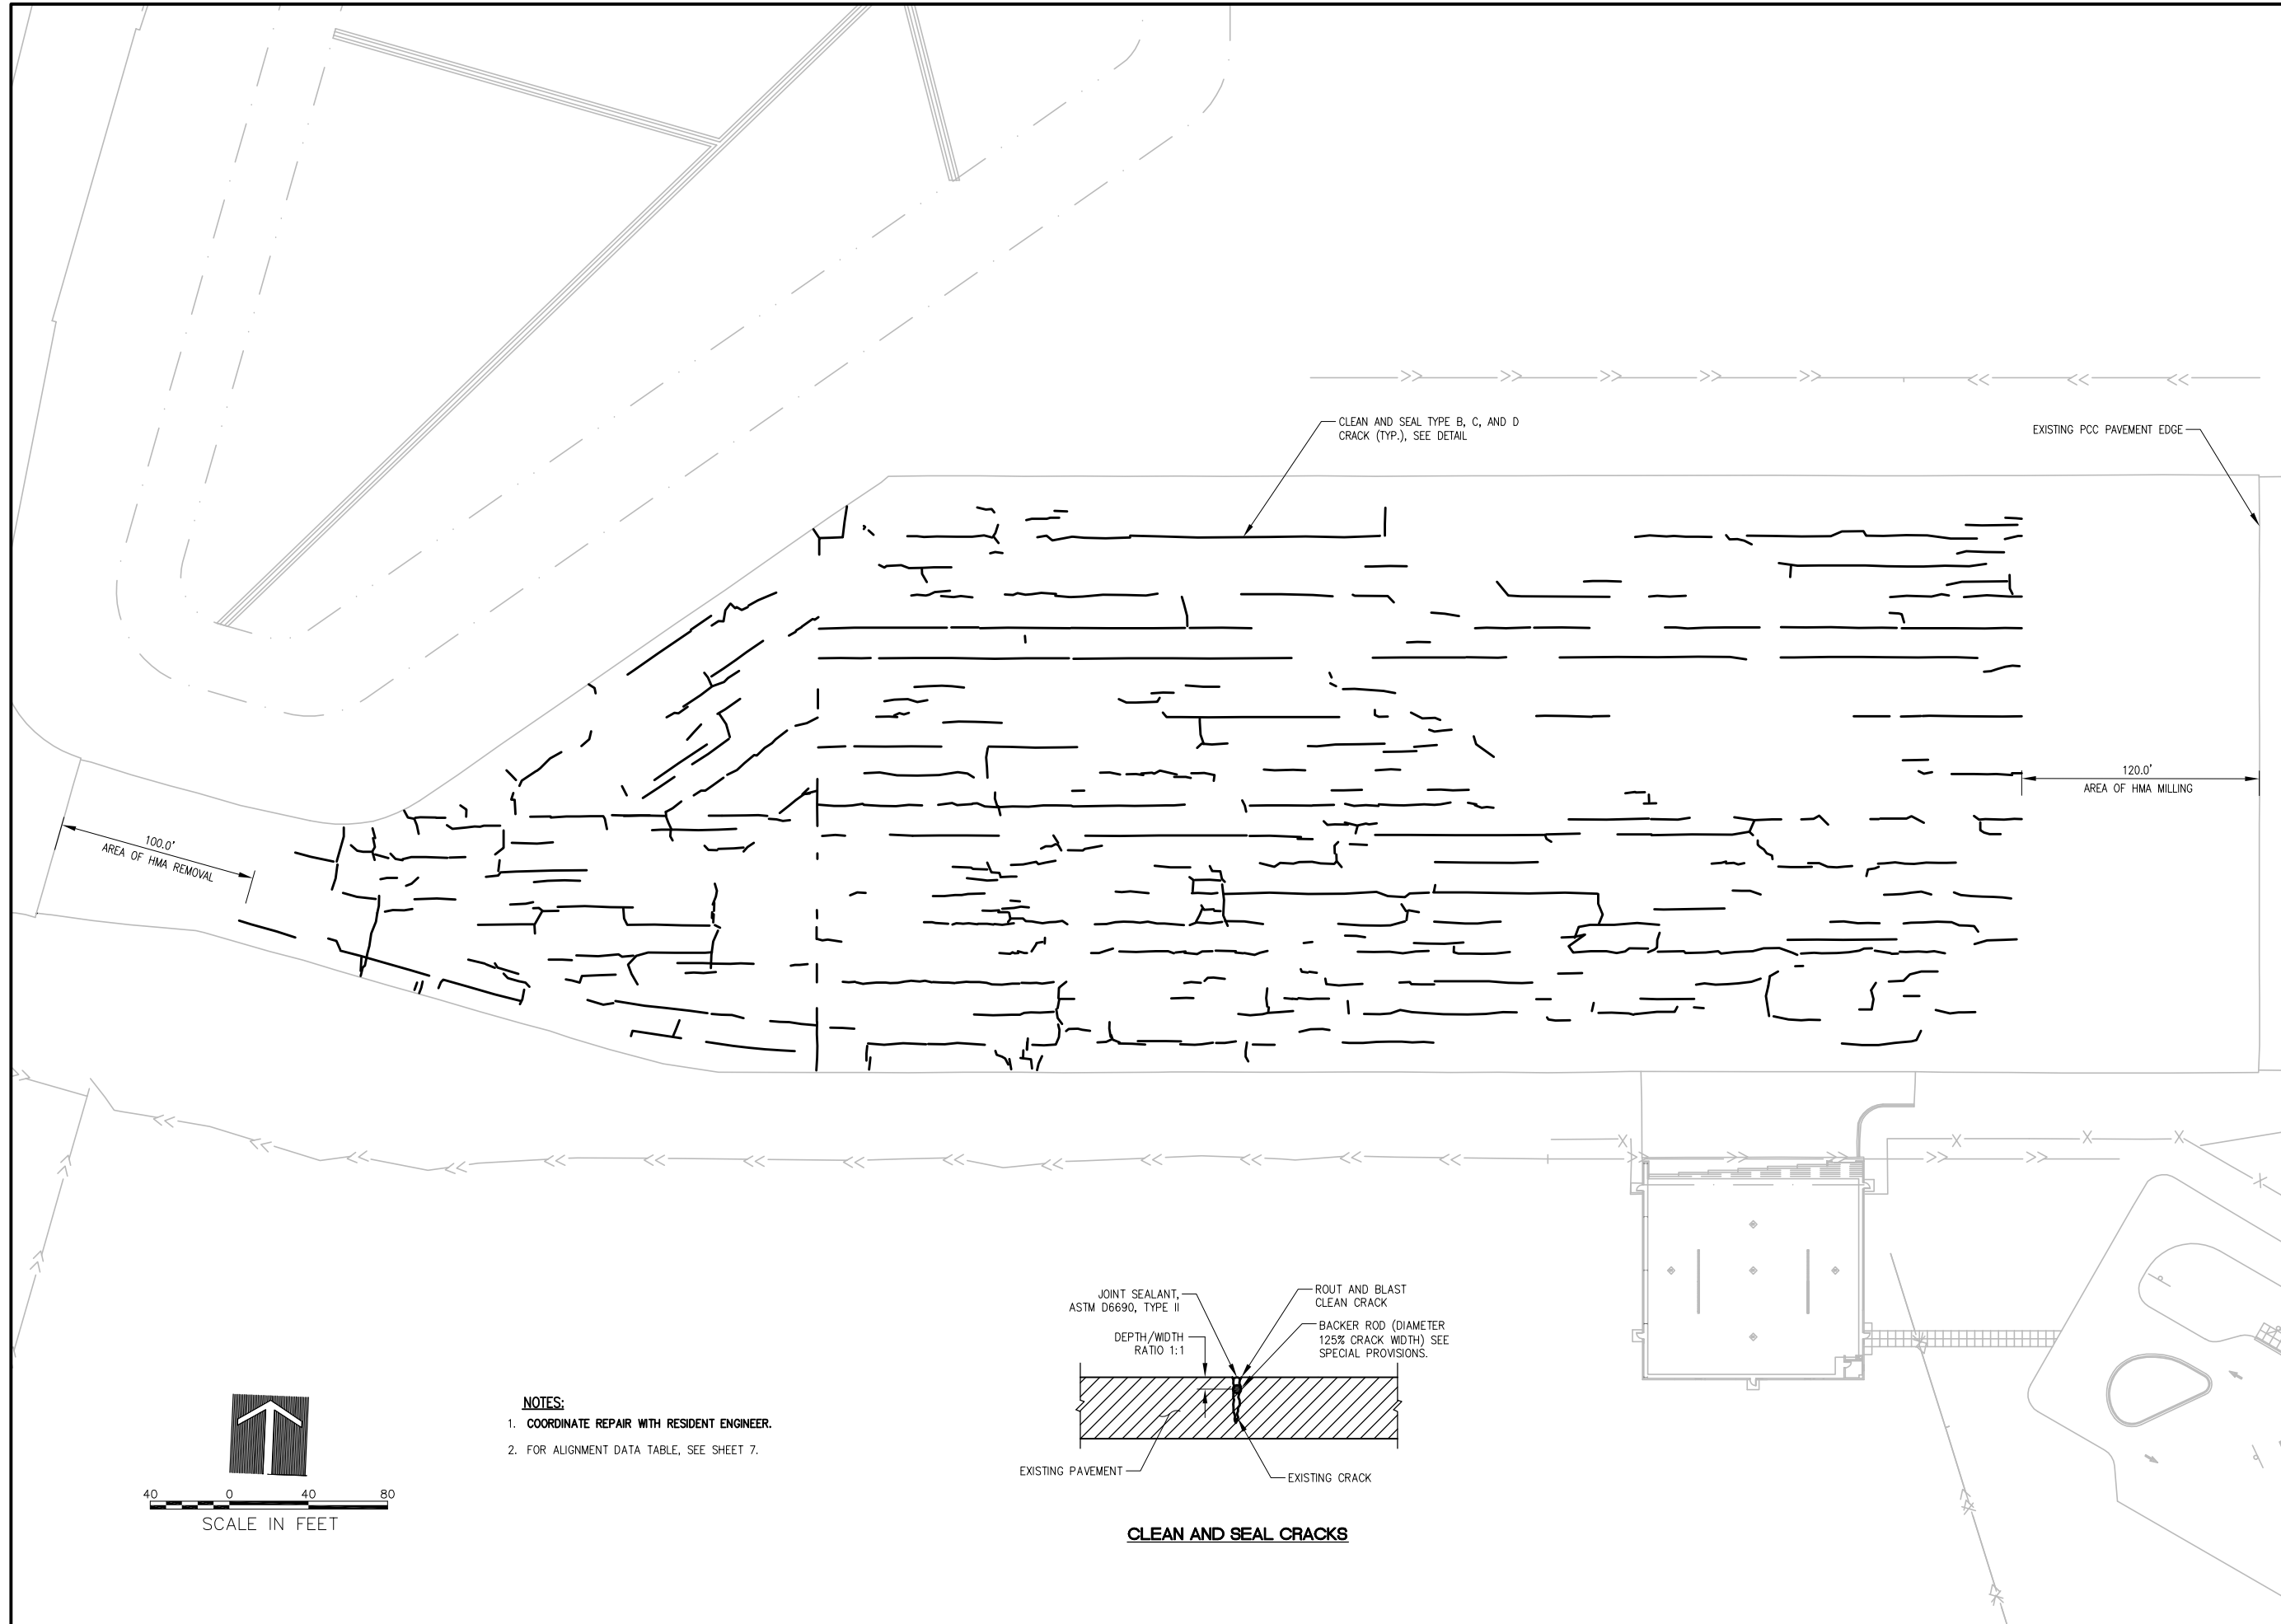 CLEAN AND SEAL TYPE B, C, AND D
CRACK (TYP.), SEE DETAIL
EXISTING PCC PAVEMENT EDGE
120.0'
AREA OF HMA MILLING
100.0'
AREA OF HMA REMOVAL
JOINT SEALANT,
ASTM D6690, TYPE II
ROUT AND BLAST
CLEAN CRACK
DEPTH/WIDTH
RATIO 1:1
BACKER ROD (DIAMETER
125% CRACK WIDTH) SEE
SPECIAL PROVISIONS.
EXISTING PAVEMENT
EXISTING CRACK
CLEAN AND SEAL CRACKS
NOTES:
1. COORDINATE REPAIR WITH RESIDENT ENGINEER.
2. FOR ALIGNMENT DATA TABLE, SEE SHEET 7.
40 0 40 80
SCALE IN FEET